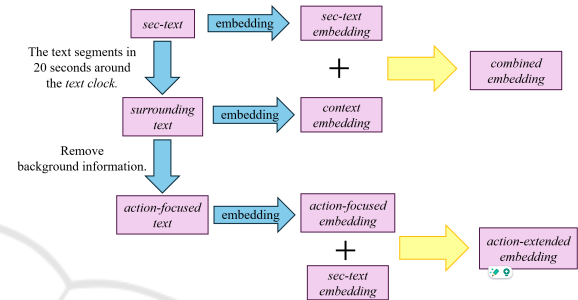 sec-text
embedding
sec-text
embedding
The text segments in
20 seconds around
the text clock.
+
combined
embedding
surrounding
text
embedding
context
embedding
Remove
background information.
action-focused
text
embedding
action-focused
embedding
+
action-extended
embedding
sec-text
embedding